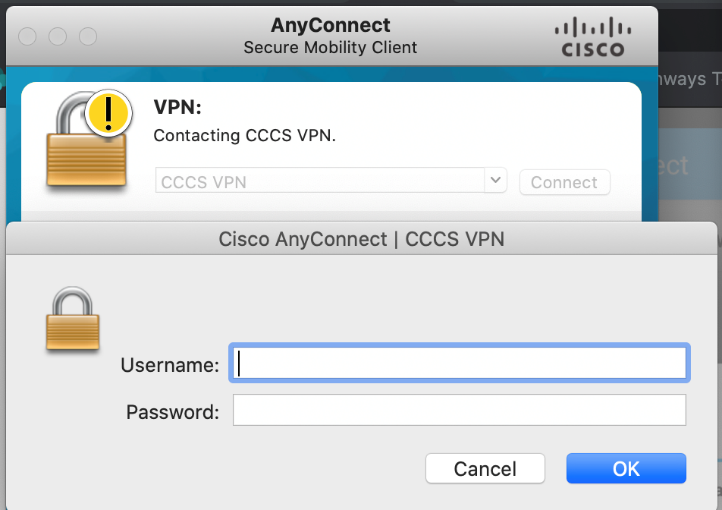 AnyConnect
Secure Mobility Client
CISCO
VPN:
Contacting CCCS VPN.
CCCS VPN
Connect
Cisco AnyConnect | CCCS VPN
Username:
Password:
Cancel
OK